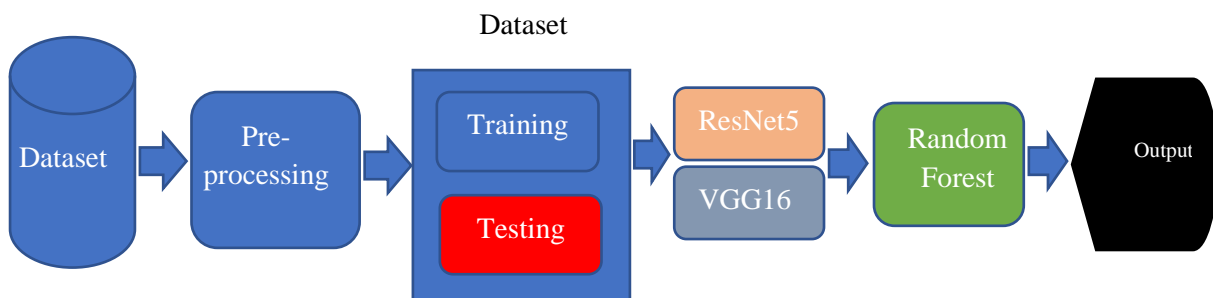 Dataset
Dataset
Pre-
processing
Training
Testing
ResNet5
VGG16
Random
Forest
Output